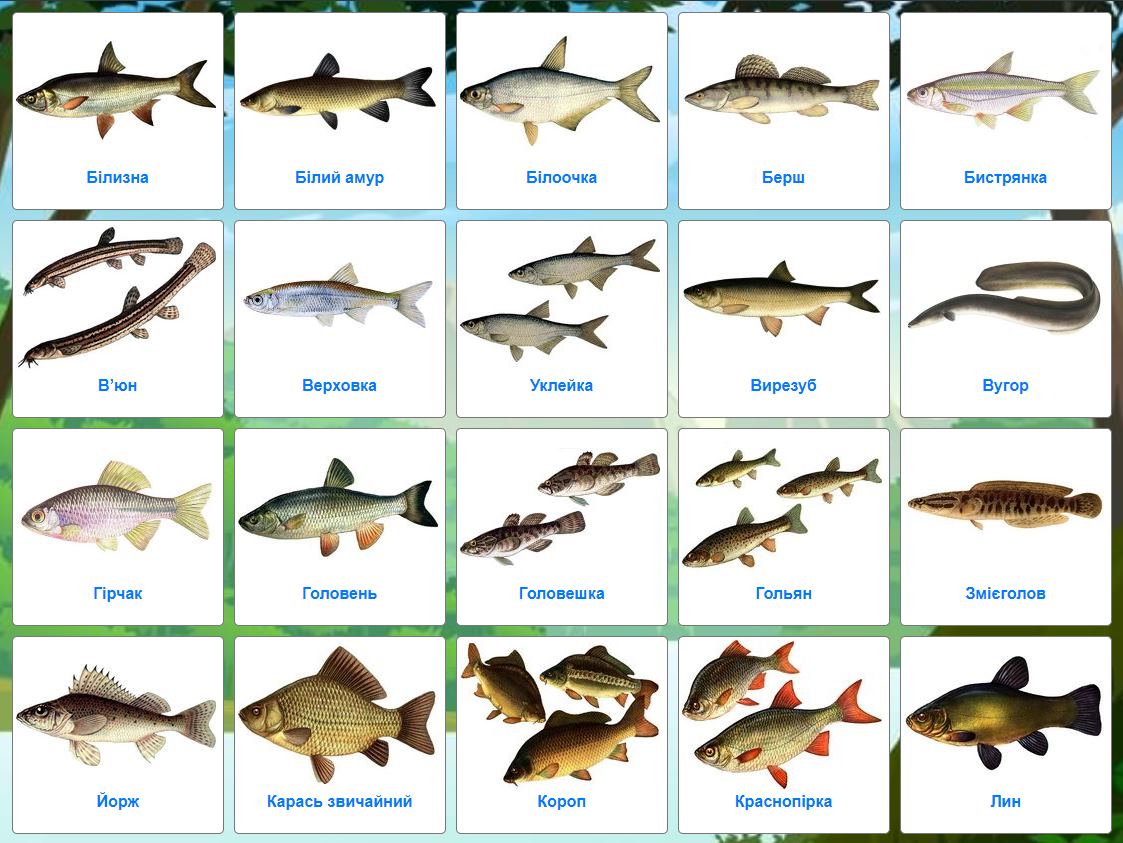 Білизна
Білий амур
Білоочка
Берш
Бистрянка
В’юн
Верховка
Уклейка
Вирезуб
Вугор
Гірчак
Головень
Головешка
Гольян
Змієголов
Йорж
Карась звичайний
Короп
Краснопірка
Лин